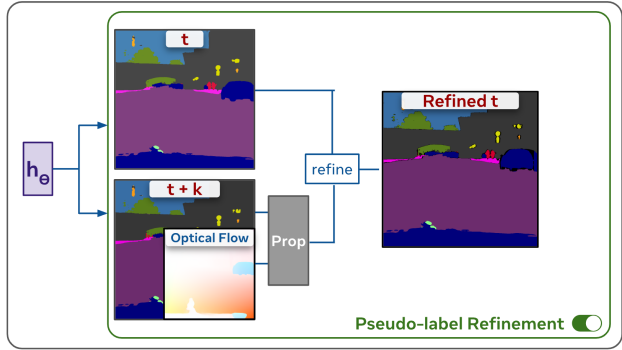 t
Refined t
hθ
refine
t + k
Optical Flow
Prop
Pseudo-label Refinement